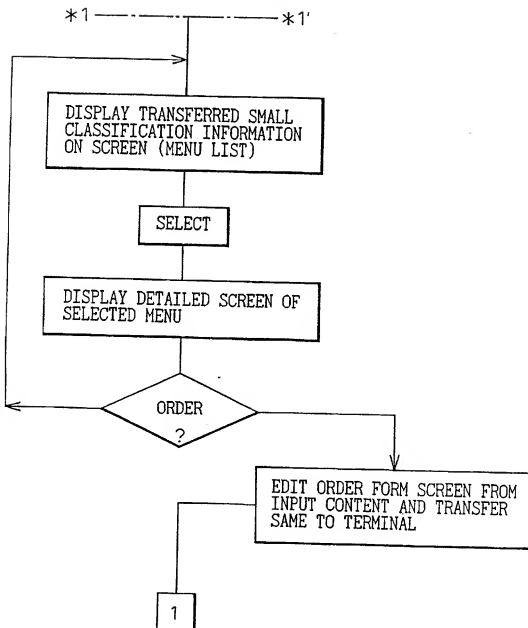 *1 *1'
DISPLAY TRANSFERRED SMALL
CLASSIFICATION INFORMATION
ON SCREEN (MENU LIST)
SELECT
DISPLAY DETAILED SCREEN OF
SELECTED MENU
ORDER
?
EDIT ORDER FORM SCREEN FROM
INPUT CONTENT AND TRANSFER
SAME TO TERMINAL
1